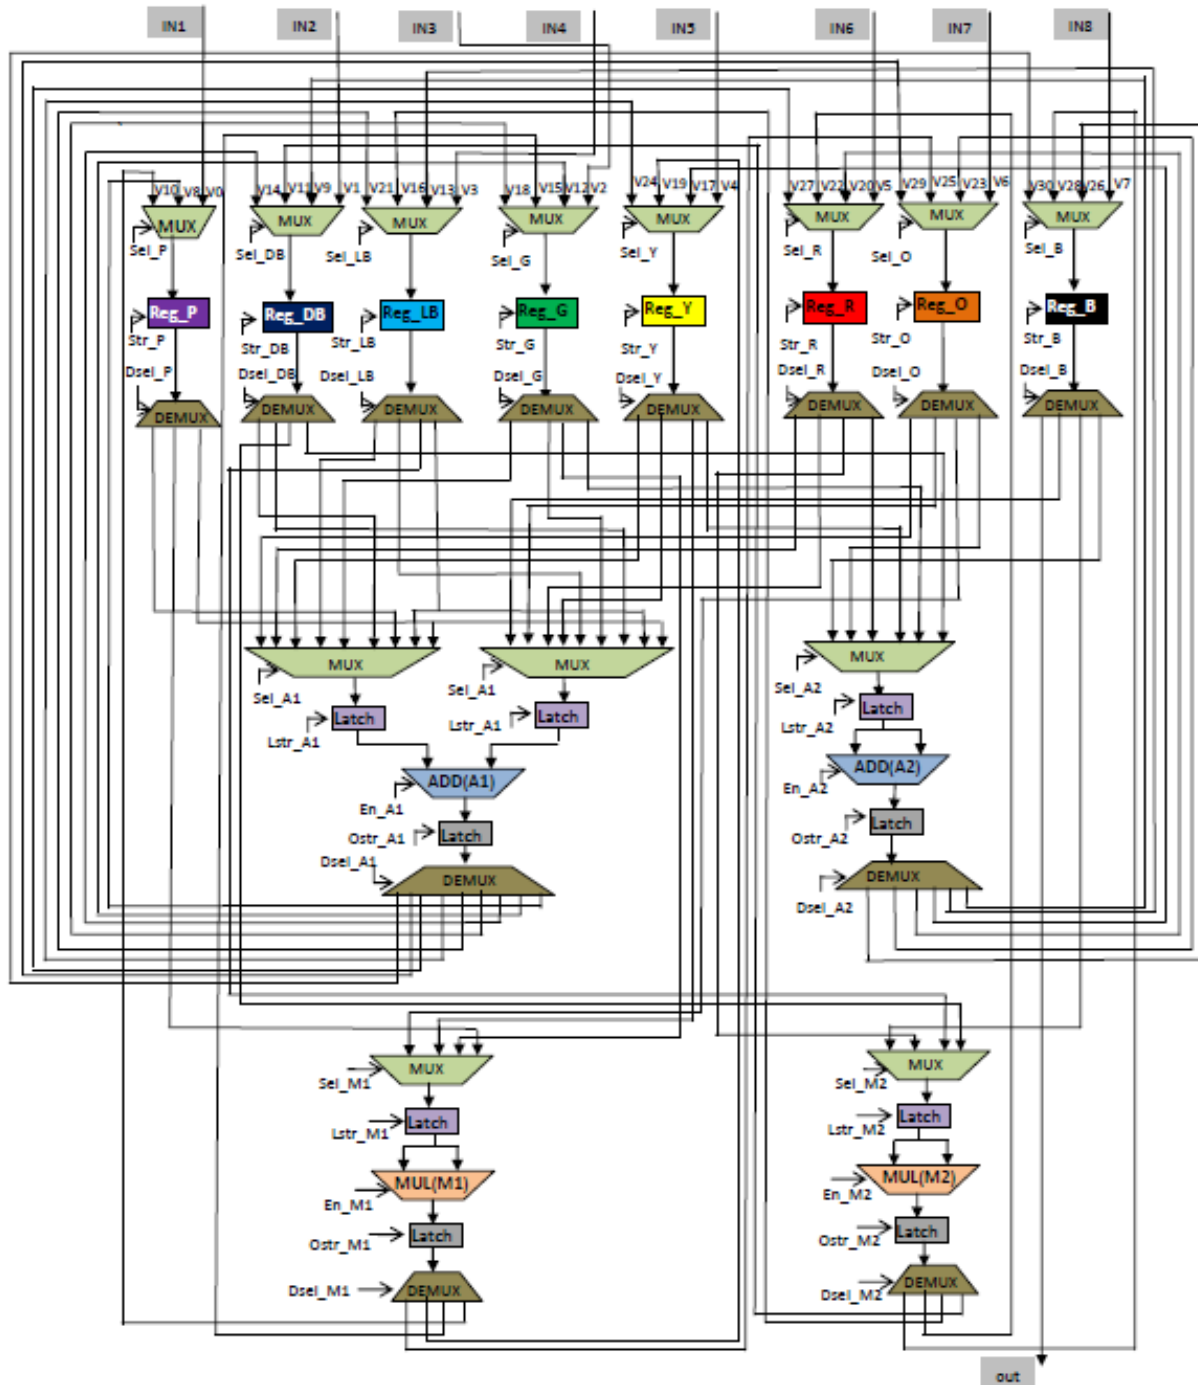 IN1 IN2 IN3 IN4 IN5 IN6 IN7 IN8
V10 V8 V0 V14 V11 V9 V1 V21 V16 V13 V3 V18 V15 V12 V2 V24 V19 V17 V4 V27 V22 V20 V5 V29 V25 V23 V6 V30 V28 V26 V7
MUX MUX MUX MUX MUX MUX MUX MUX
Sel_P Sel_DB Sel_LB Sel_G Sel_Y Sel_R Sel_O Sel_B
Reg_P Reg_DB Reg_LB Reg_G Reg_Y Reg_R Reg_O Reg_B
Str_P Str_DB Str_LB Str_G Str_Y Str_R Str_O Str_B
Dsel_P Dsel_DB Dsel_LB Dsel_G Dsel_Y Dsel_R Dsel_O Dsel_B
DEMUX DEMUX DEMUX DEMUX DEMUX DEMUX DEMUX DEMUX
MUX MUX MUX
Sel_A1 Sel_A1 Sel_A2
Latch Latch Latch
Lstr_A1 Lstr_A1 Lstr_A2
ADD(A1) ADD(A2)
En_A1 En_A2
Ostr_A1 Latch Ostr_A2 Latch
Dsel_A1 DEMUX DEMUX
Dsel_A2
MUX MUX
Sel_M1 Sel_M2
Latch Latch
Lstr_M1 Lstr_M2
MUL(M1) MUL(M2)
En_M1 En_M2
Latch Latch
Ostr_M1 Ostr_M2
DEMUX DEMUX
Dsel_M1 Dsel_M2
out